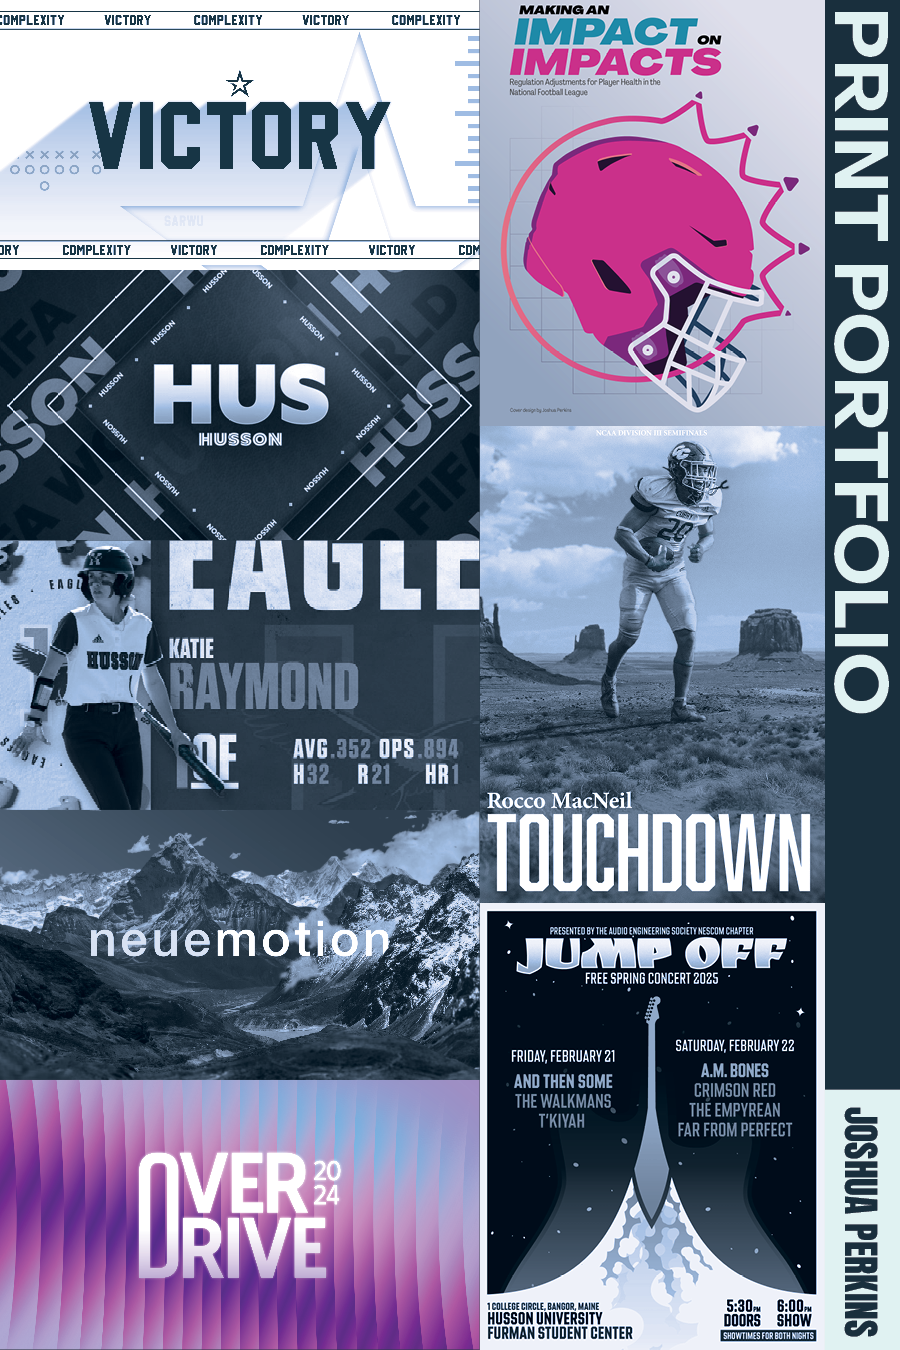 COMPLEXITY VICTORY COMPLEXITY VICTORY COMPLEXITY
VICTORY
SARWU
ORY COMPLEXITY VICTORY COMPLEXITY VICTORY COM
HUSSON
HUSSON
HUSSON
HUSSON
HUS
HUSSON
HUSSON
HUSSON
HUSSON
HUSSON
HUSSON
HUSSON
EAGLE
EAGL
KATIE
RAYMOND
HUSSON
OF
AVG .352 OPS .894
H 32 R 21 HR 1
neuemotion
OVER
DRIVE
20
24
MAKING AN
IMPACT ON
IMPACTS
Regulation Adjustments for Player Health in the
National Football League
Cover design by Joshua Perkins
NCAA DIVISION III SEMIFINALS
Rocco MacNeil
TOUCHDOWN
PRESENTED BY THE AUDIO ENGINEERING SOCIETY NESCOM CHAPTER
JUMP OFF
FREE SPRING CONCERT 2025
FRIDAY, FEBRUARY 21
AND THEN SOME
THE WALKMANS
T'KIYAH
SATURDAY, FEBRUARY 22
A.M. BONES
CRIMSON RED
THE EMPYREAN
FAR FROM PERFECT
1 COLLEGE CIRCLE, BANGOR, MAINE
HUSSON UNIVERSITY
FURMAN STUDENT CENTER
5:30PM
DOORS
6:00PM
SHOW
SHOWTIMES FOR BOTH NIGHTS
PRINT PORTFOLIO
JOSHUA PERKINS